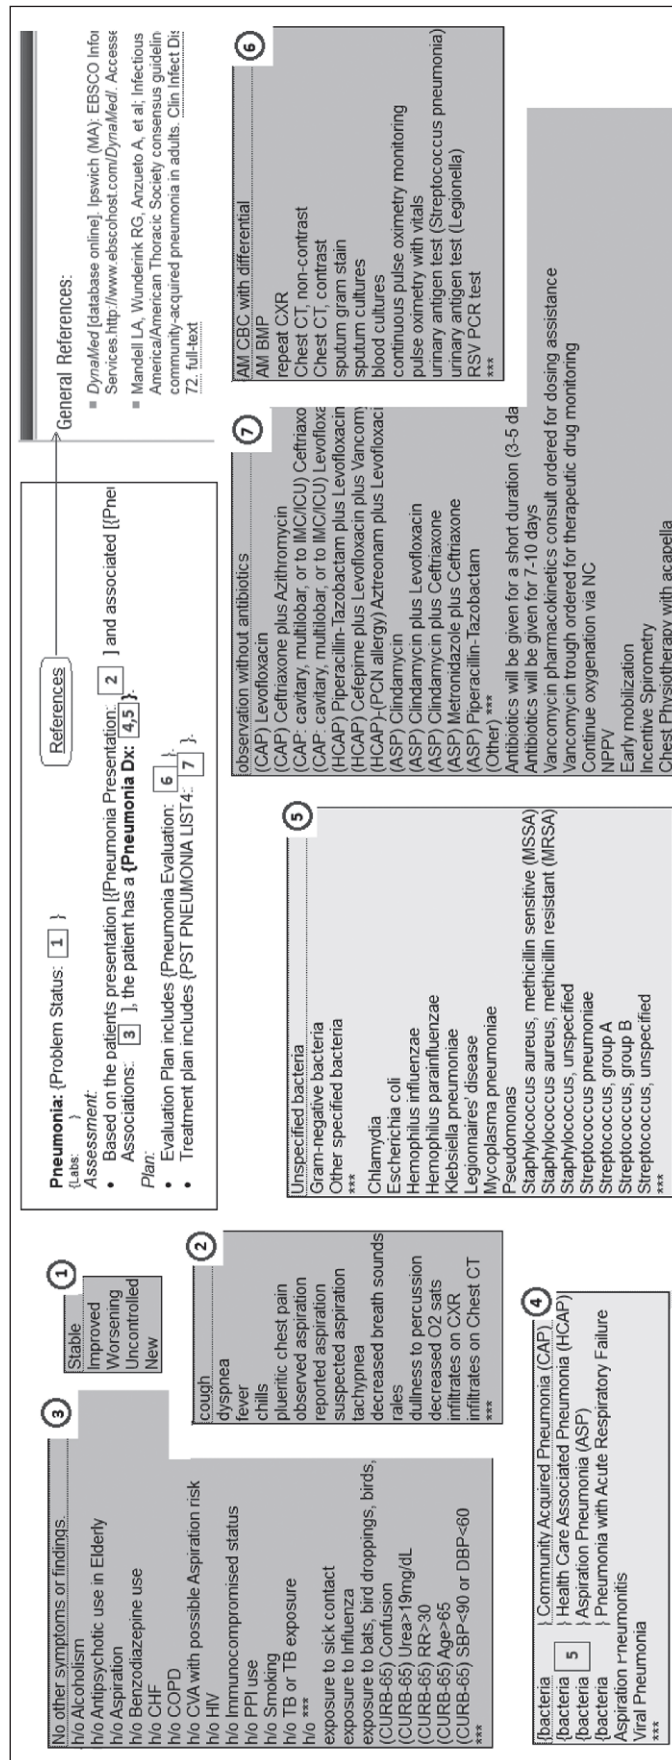 Pneumonia: {Problem Status: 1 }
{Labs: }
Assessment:
• Based on the patients presentation [{Pneumonia Presentation: 2 ] and associated [{Pneu
Associations: 3 ], the patient has a {Pneumonia Dx: 4,5 }.
Plan:
• Evaluation Plan includes {Pneumonia Evaluation: 6 }.
• Treatment plan includes {PST PNEUMONIA LIST4: 7 }.
References
General References:
DynaMed [database online]. Ipswich (MA): EBSCO Infor
Services.http://www.ebscohost.com/DynaMed/. Accesse
Mandell LA, Wunderink RG, Anzueto A, et al; Infectious
America/American Thoracic Society consensus guidelin
community-acquired pneumonia in adults. Clin Infect Dis
72. full-text
1
Stable
Improved
Worsening
Uncontrolled
New
3
No other symptoms or findings.
h/o Alcoholism
h/o Antipsychotic use in Elderly
h/o Aspiration
h/o Benzodiazepine use
h/o CHF
h/o COPD
h/o CVA with possible Aspiration risk
h/o HIV
h/o Immunocompromised status
h/o PPI use
h/o Smoking
h/o TB or TB exposure
h/o ***
exposure to sick contact
exposure to Influenza
exposure to bats, bird droppings, birds,
(CURB-65) Confusion
(CURB-65) Urea>19mg/dL
(CURB-65) RR>30
(CURB-65) Age>65
(CURB-65) SBP<90 or DBP<60
***
2
cough
dyspnea
fever
chills
plueritic chest pain
observed aspiration
reported aspiration
suspected aspiration
tachypnea
decreased breath sounds
rales
dullness to percussion
decreased O2 sats
infiltrates on CXR
infiltrates on Chest CT
***
4
{bacteria } Community Acquired Pneumonia (CAP)
{bacteria 5 } Health Care Associated Pneumonia (HCAP)
{bacteria } Aspiration Pneumonia (ASP)
{bacteria } Pneumonia with Acute Respiratory Failure
Aspiration Pneumonitis
Viral Pneumonia
***
5
Unspecified bacteria
Gram-negative bacteria
Other specified bacteria
***
Chlamydia
Escherichia coli
Hemophilus influenzae
Hemophilus parainfluenzae
Klebsiella pneumoniae
Legionnaires' disease
Mycoplasma pneumoniae
Pseudomonas
Staphylococcus aureus, methicillin sensitive (MSSA)
Staphylococcus aureus, methicillin resistant (MRSA)
Staphylococcus, unspecified
Streptococcus pneumoniae
Streptococcus, group A
Streptococcus, group B
Streptococcus, unspecified
***
7
observation without antibiotics
(CAP) Levofloxacin
(CAP) Ceftriaxone plus Azithromycin
(CAP: cavitary, multilobar, or to IMC/ICU) Ceftriaxo
(CAP: cavitary, multilobar, or to IMC/ICU) Levofloxa
(HCAP) Piperacillin-Tazobactam plus Levofloxacin
(HCAP) Cefepime plus Levofloxacin plus Vancomy
(HCAP)-(PCN allergy) Aztreonam plus Levofloxaci
(ASP) Clindamycin
(ASP) Clindamycin plus Levofloxacin
(ASP) Clindamycin plus Ceftriaxone
(ASP) Metronidazole plus Ceftriaxone
(ASP) Piperacillin-Tazobactam
(Other) ***
Antibiotics will be given for a short duration (3-5 da
Antibiotics will be given for 7-10 days
Vancomycin pharmacokinetics consult ordered for dosing assistance
Vancomycin trough ordered for therapeutic drug monitoring
Continue oxygenation via NC
NPPV
Early mobilization
Incentive Spirometry
Chest Physiotherapy with acapella
6
AM CBC with differential
AM BMP
repeat CXR
Chest CT, non-contrast
Chest CT, contrast
sputum gram stain
sputum cultures
blood cultures
continuous pulse oximetry monitoring
pulse oximetry with vitals
urinary antigen test (Streptococcus pneumonia)
urinary antigen test (Legionella)
RSV PCR test
***